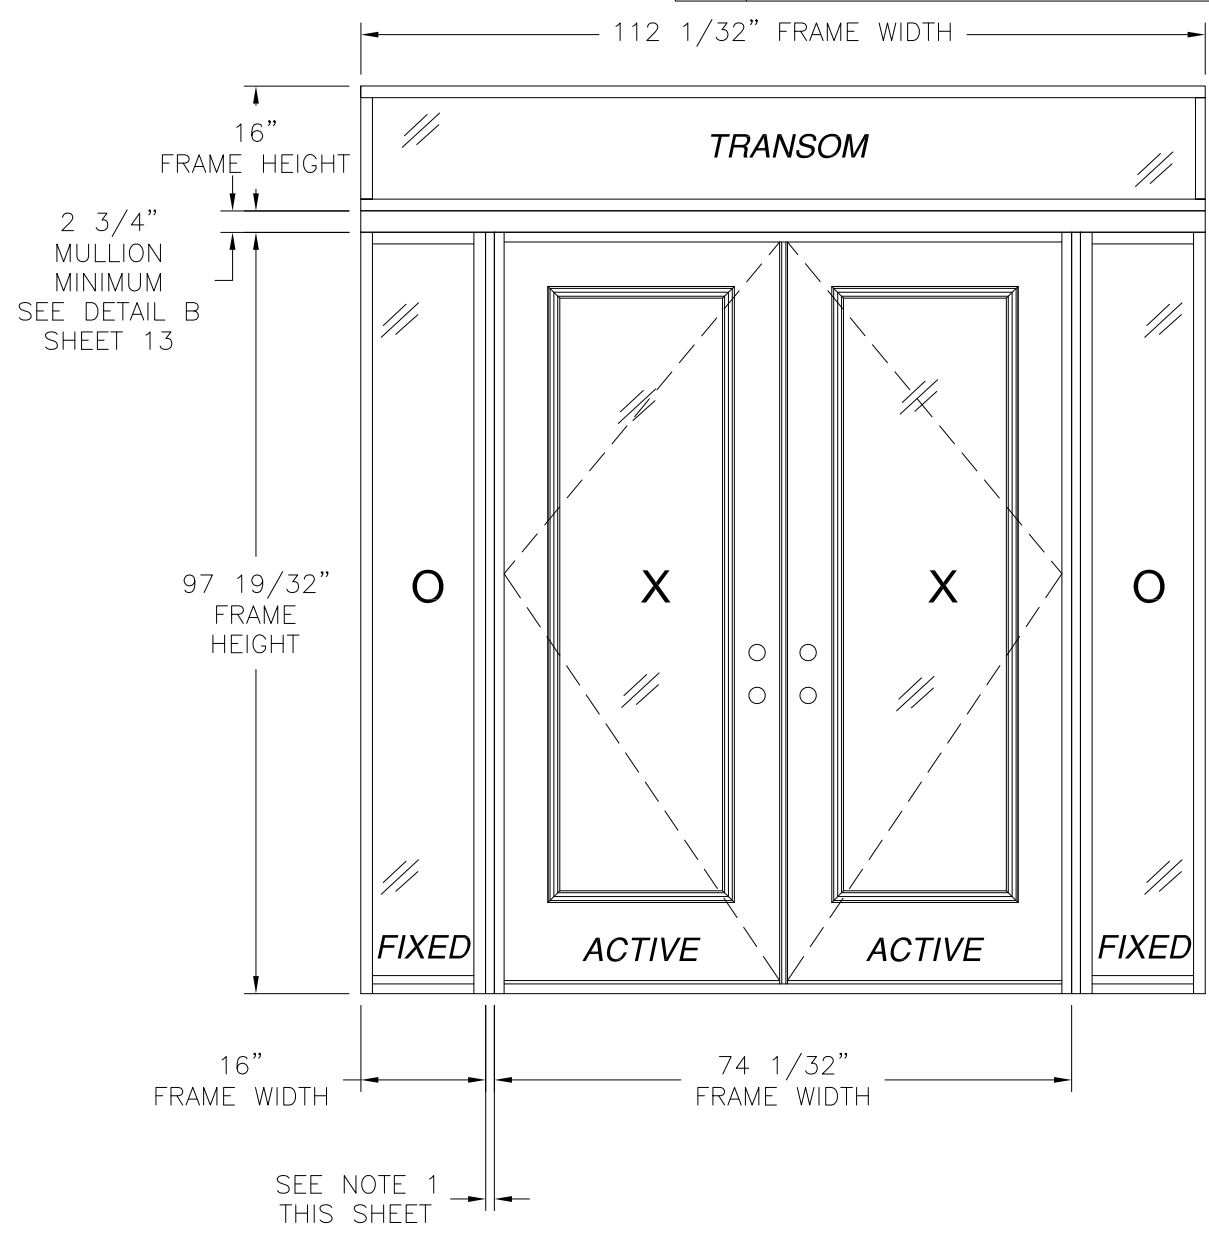 112 1/32” FRAME WIDTH
16”
FRAME HEIGHT
TRANSOM
2 3/4”
MULLION
MINIMUM
SEE DETAIL B
SHEET 13
97 19/32”
FRAME
HEIGHT
O X X O
FIXED ACTIVE ACTIVE FIXED
16”
FRAME WIDTH
74 1/32”
FRAME WIDTH
SEE NOTE 1
THIS SHEET